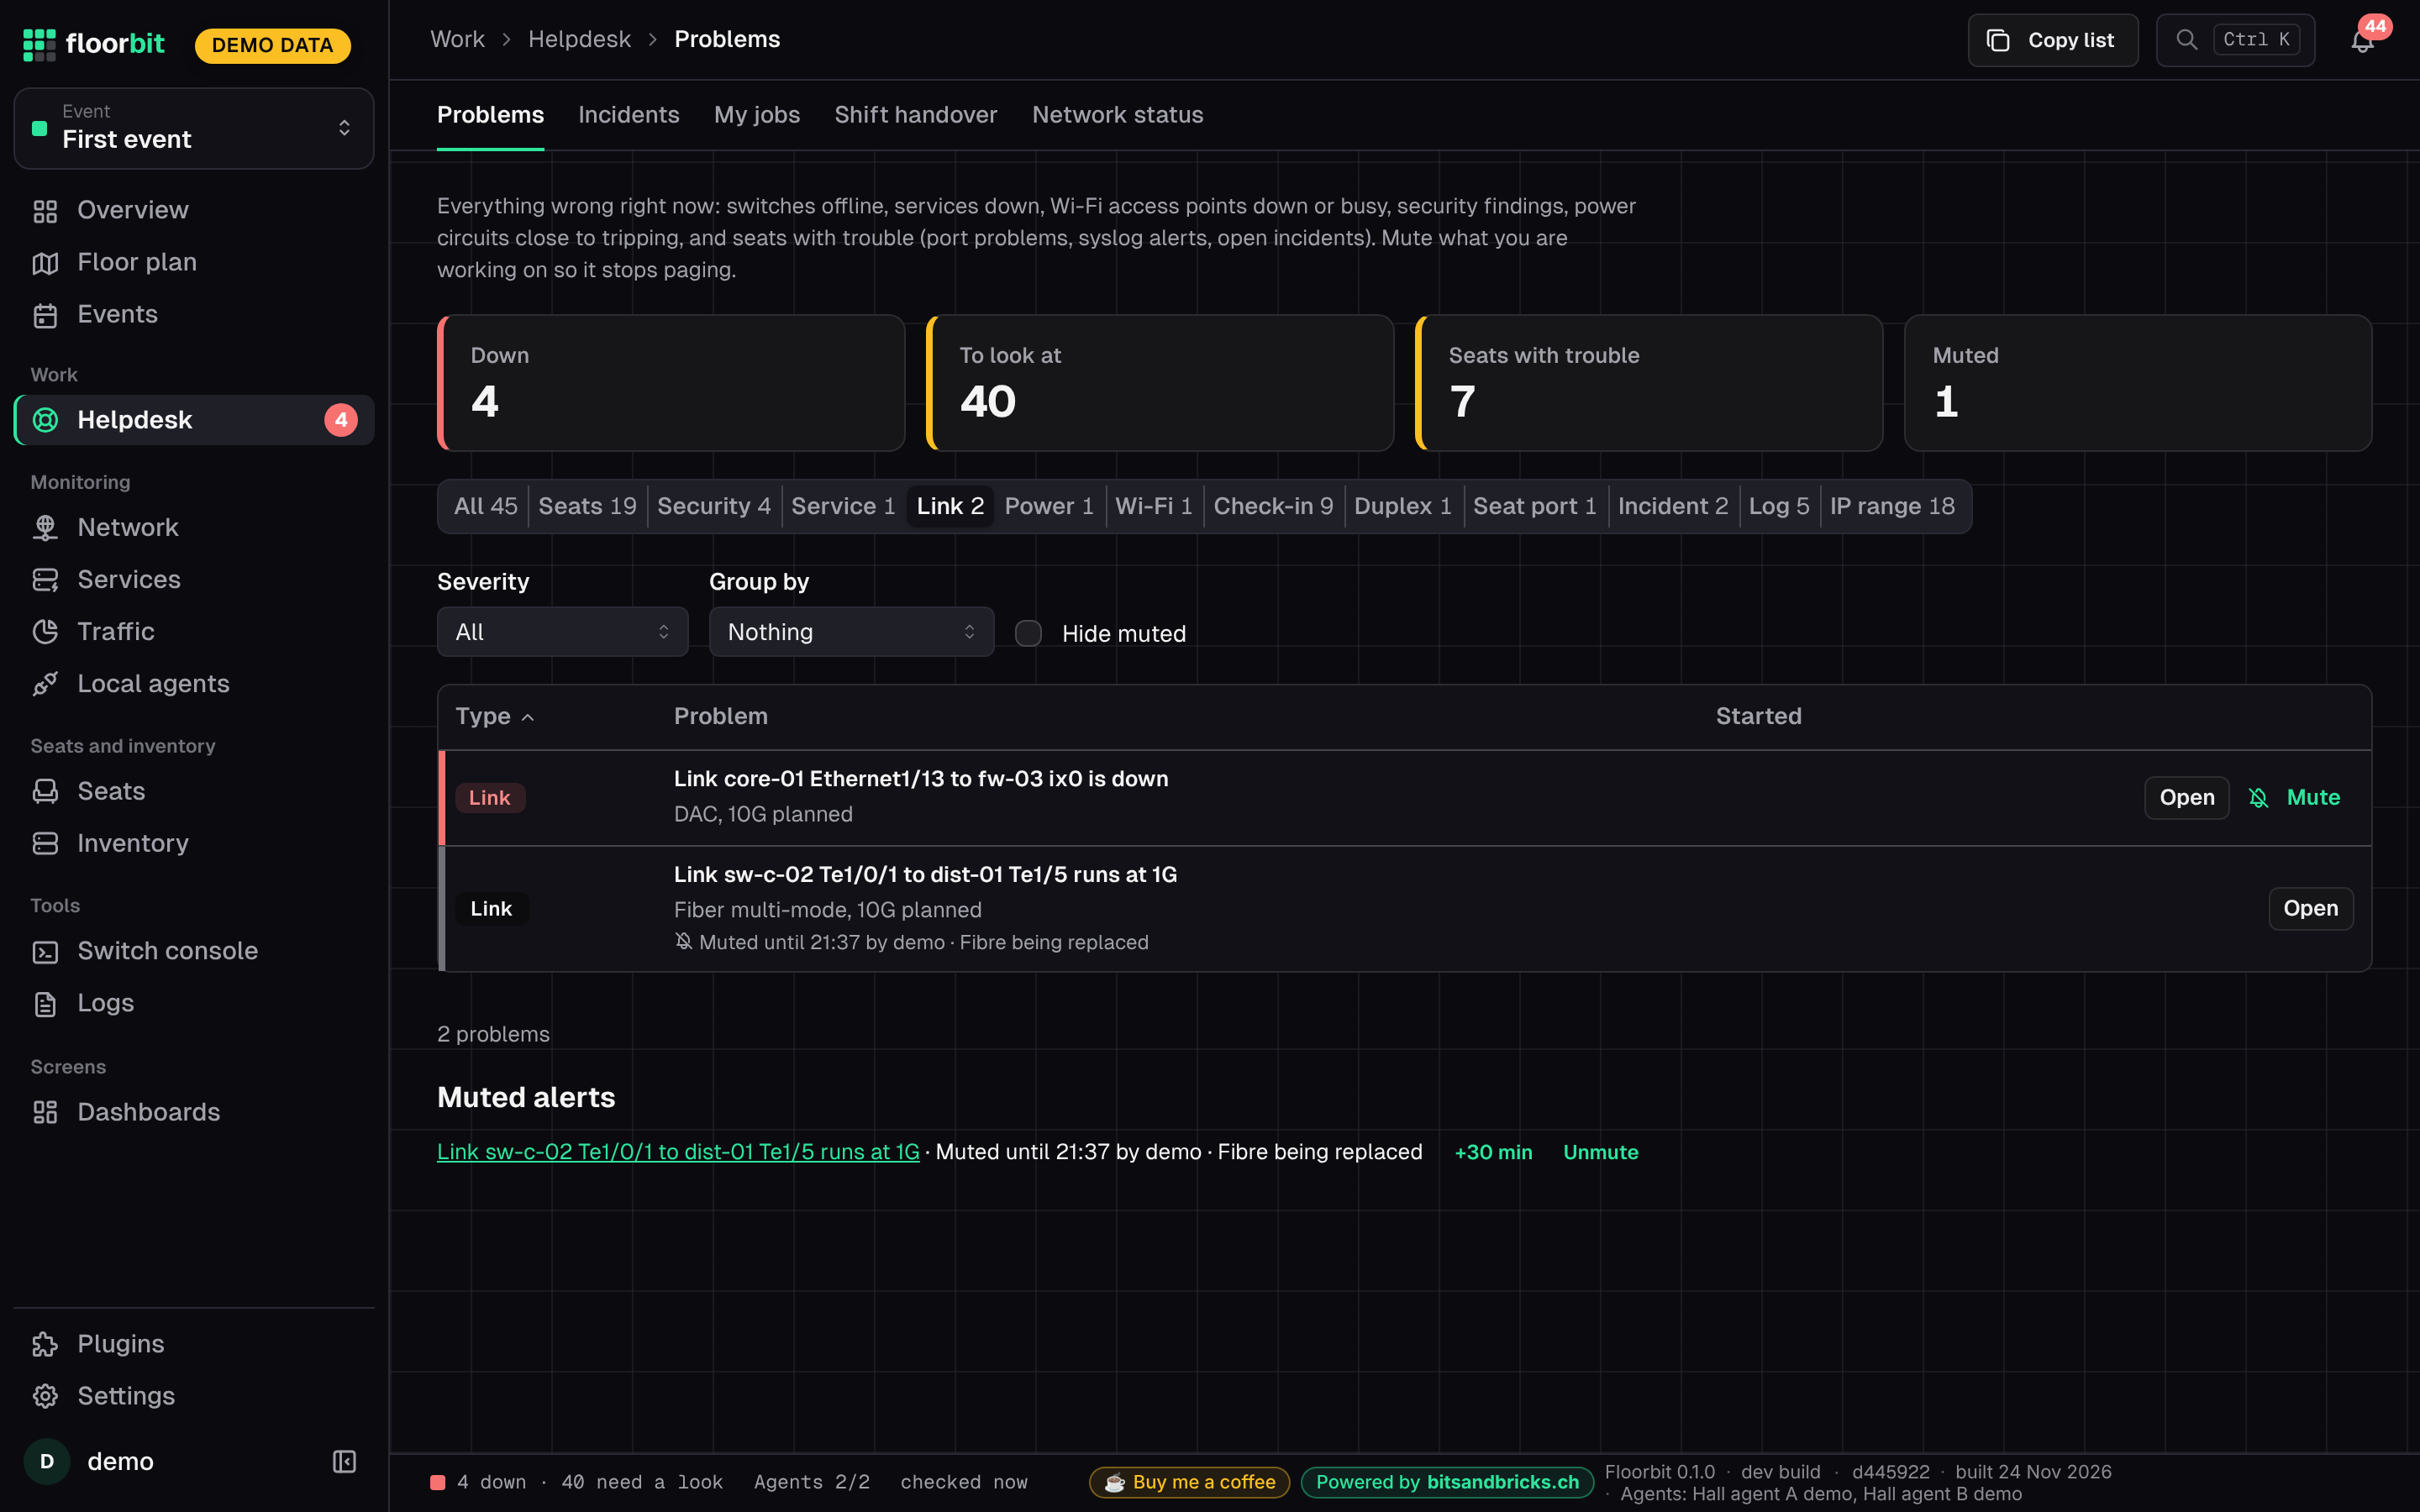 floorbit
DEMO DATA
Event
First event
Overview
Floor plan
Events
Work
Helpdesk 4
Monitoring
Network
Services
Traffic
Local agents
Seats and inventory
Seats
Inventory
Tools
Switch console
Logs
Screens
Dashboards
Plugins
Settings
D demo
Work > Helpdesk > Problems
Copy list
Ctrl K
44
Problems Incidents My jobs Shift handover Network status
Everything wrong right now: switches offline, services down, Wi-Fi access points down or busy, security findings, power
circuits close to tripping, and seats with trouble (port problems, syslog alerts, open incidents). Mute what you are
working on so it stops paging.
Down
4
To look at
40
Seats with trouble
7
Muted
1
All 45 Seats 19 Security 4 Service 1 Link 2 Power 1 Wi-Fi 1 Check-in 9 Duplex 1 Seat port 1 Incident 2 Log 5 IP range 18
Severity Group by
All Nothing Hide muted
Type Problem Started
Link core-01 Ethernet1/13 to fw-03 ix0 is down
Link Open Mute
DAC, 10G planned
Link sw-c-02 Te1/0/1 to dist-01 Te1/5 runs at 1G
Link Open
Fiber multi-mode, 10G planned
Muted until 21:37 by demo · Fibre being replaced
2 problems
Muted alerts
Link sw-c-02 Te1/0/1 to dist-01 Te1/5 runs at 1G · Muted until 21:37 by demo · Fibre being replaced +30 min Unmute
4 down · 40 need a look Agents 2/2 checked now
Buy me a coffee
Powered by bitsandbricks.ch
Floorbit 0.1.0 · dev build · d445922 · built 24 Nov 2026
· Agents: Hall agent A demo, Hall agent B demo